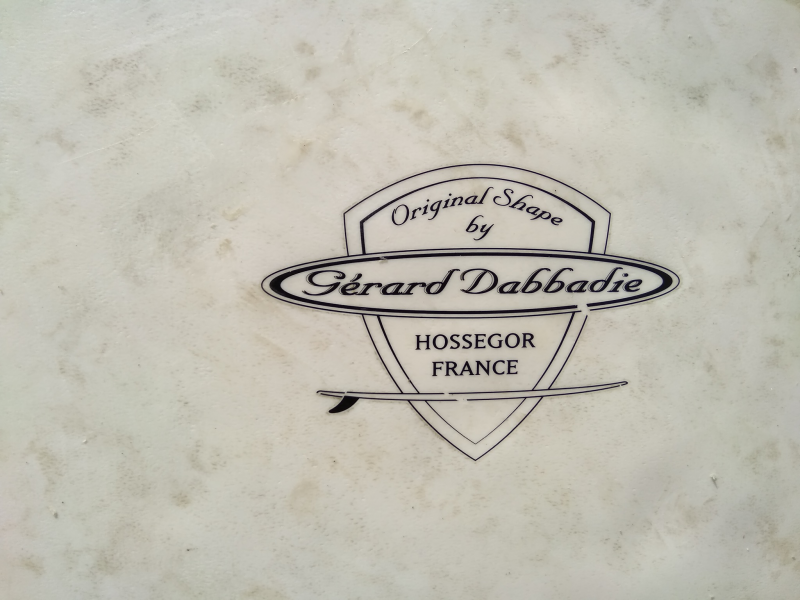 Original Shape
by
Gérard Dabbadie
HOSSEGOR
FRANCE